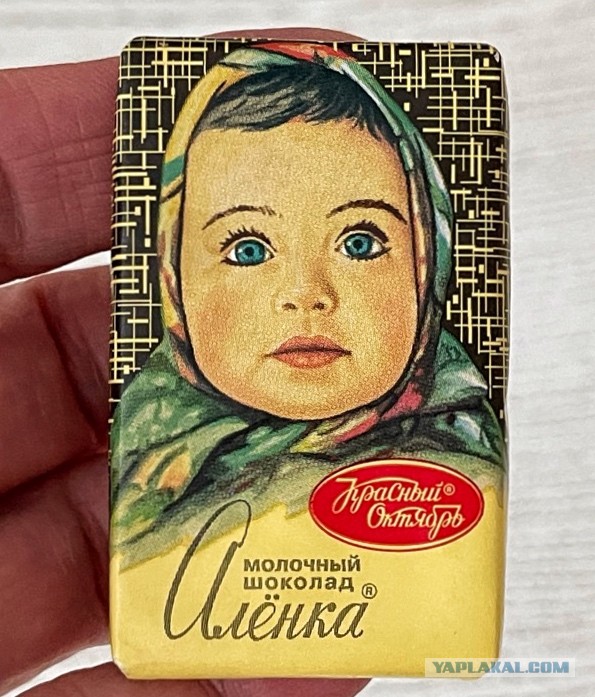 Красный®
Октябрь
молочный
шоколад
Алёнка®
YAPLAKAL.COM